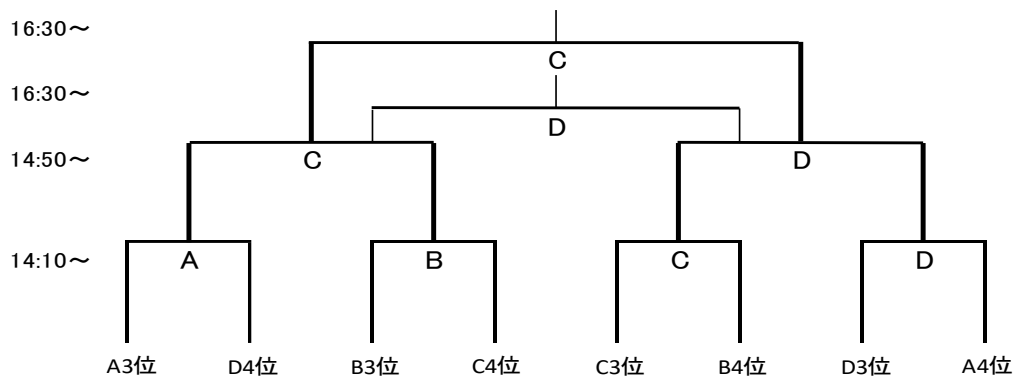 16:30～
C
16:30～
D
14:50～
C
D
14:10～
A
B
C
D
A3位
D4位
B3位
C4位
C3位
B4位
D3位
A4位